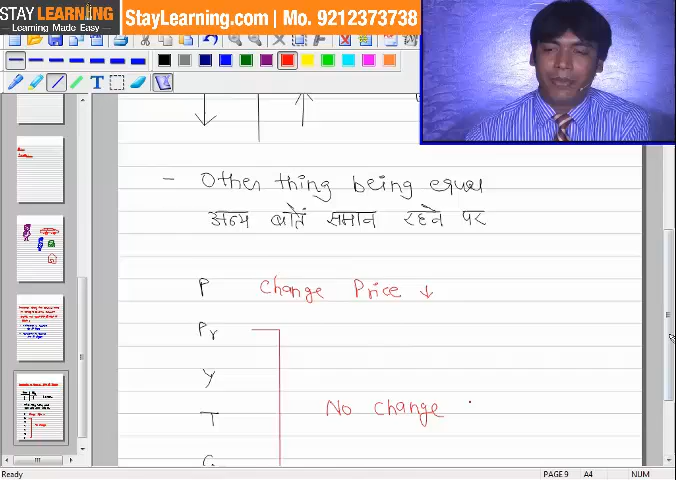 STAY LEARNING
Learning Made Easy
StayLearning.com | Mo. 9212373738
T
- Other thing being equal
अन्य बातें समान रहने पर
P Change Price ↓
Pr
Y
T
No change
Ready
PAGE 9 A4 NUM